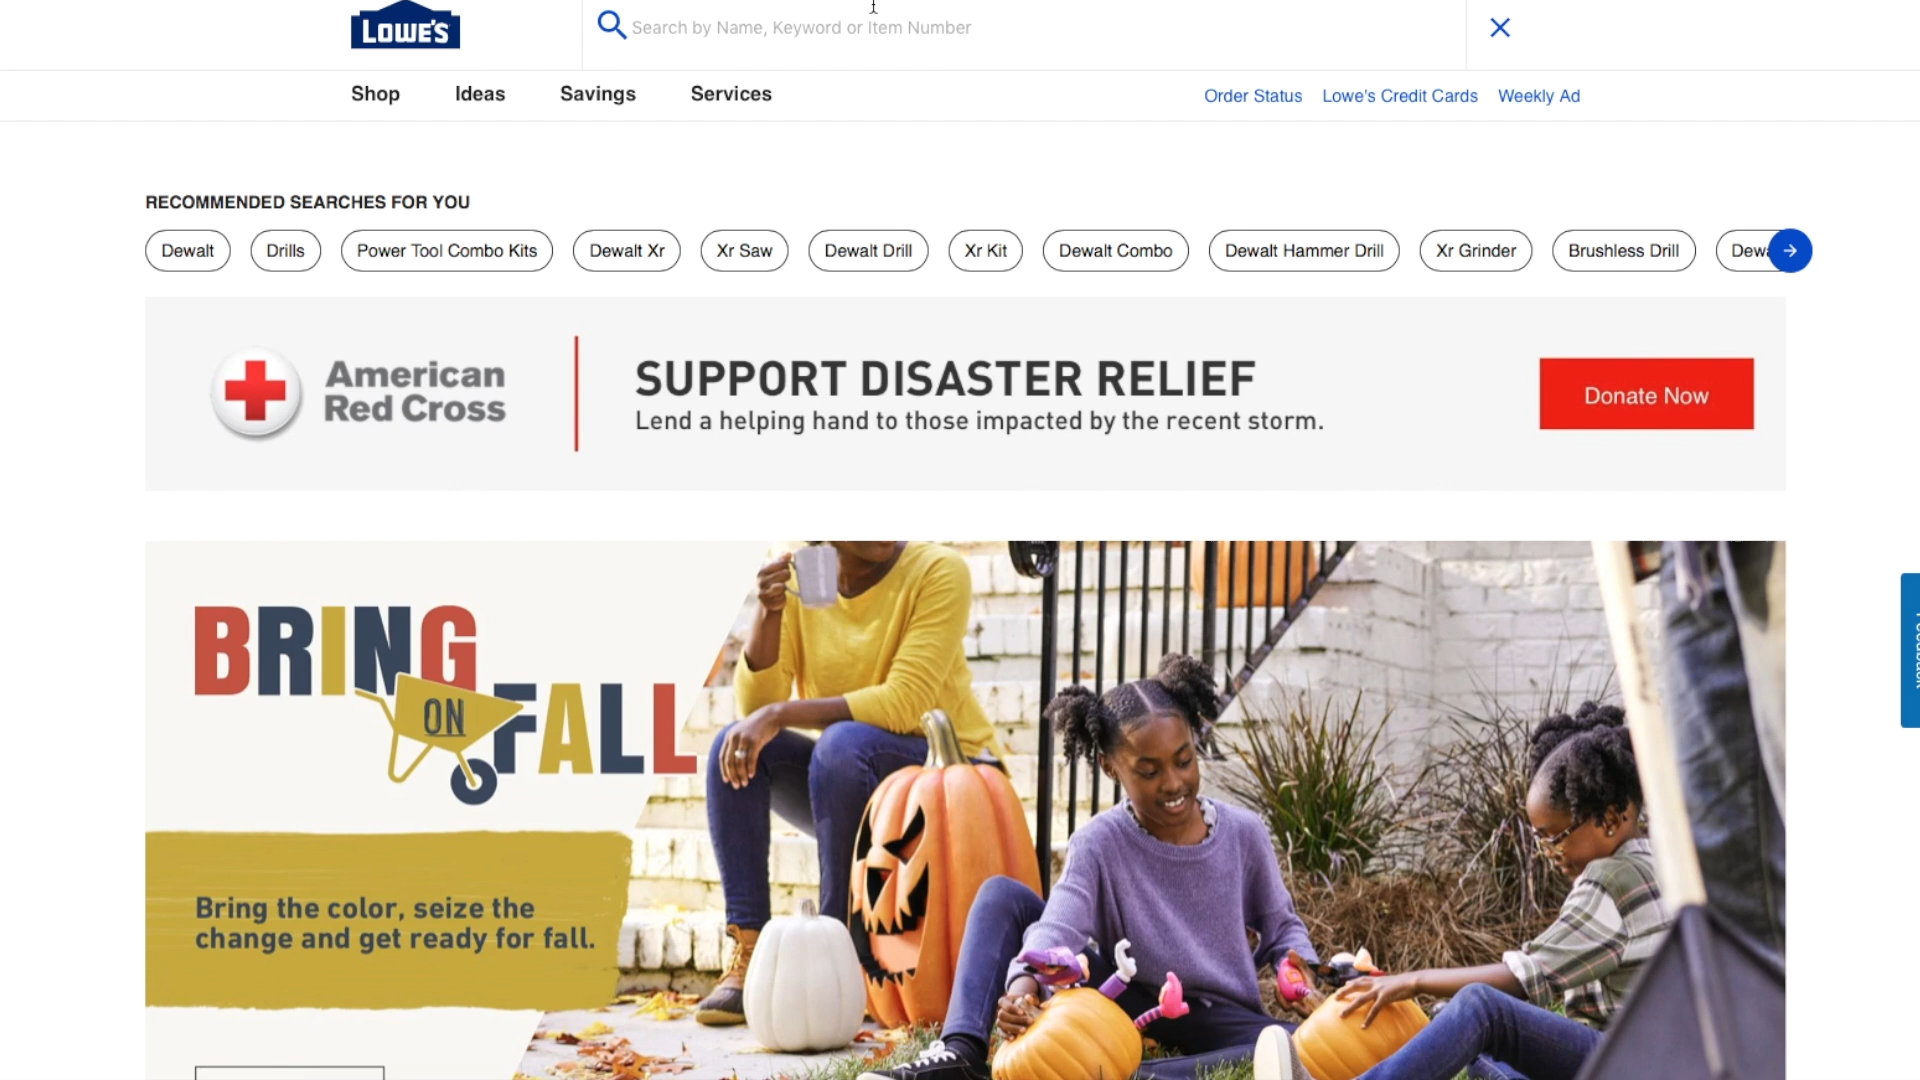 LOWE'S
Search by Name, Keyword or Item Number
Shop Ideas Savings Services Order Status Lowe's Credit Cards Weekly Ad
RECOMMENDED SEARCHES FOR YOU
Dewalt Drills Power Tool Combo Kits Dewalt Xr Xr Saw Dewalt Drill Xr Kit Dewalt Combo Dewalt Hammer Drill Xr Grinder Brushless Drill
American
Red Cross
SUPPORT DISASTER RELIEF
Lend a helping hand to those impacted by the recent storm.
Donate Now
BRING
ON
FALL
Bring the color, seize the
change and get ready for fall.